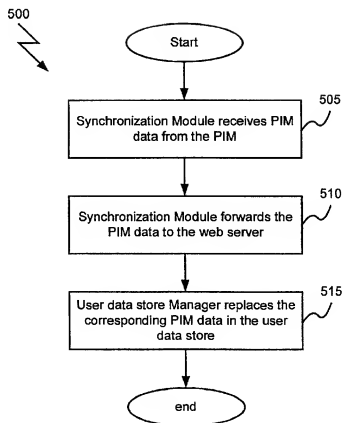 500
Start
505
Synchronization Module receives PIM
data from the PIM
510
Synchronization Module forwards the
PIM data to the web server
515
User data store Manager replaces the
corresponding PIM data in the user
data store
end